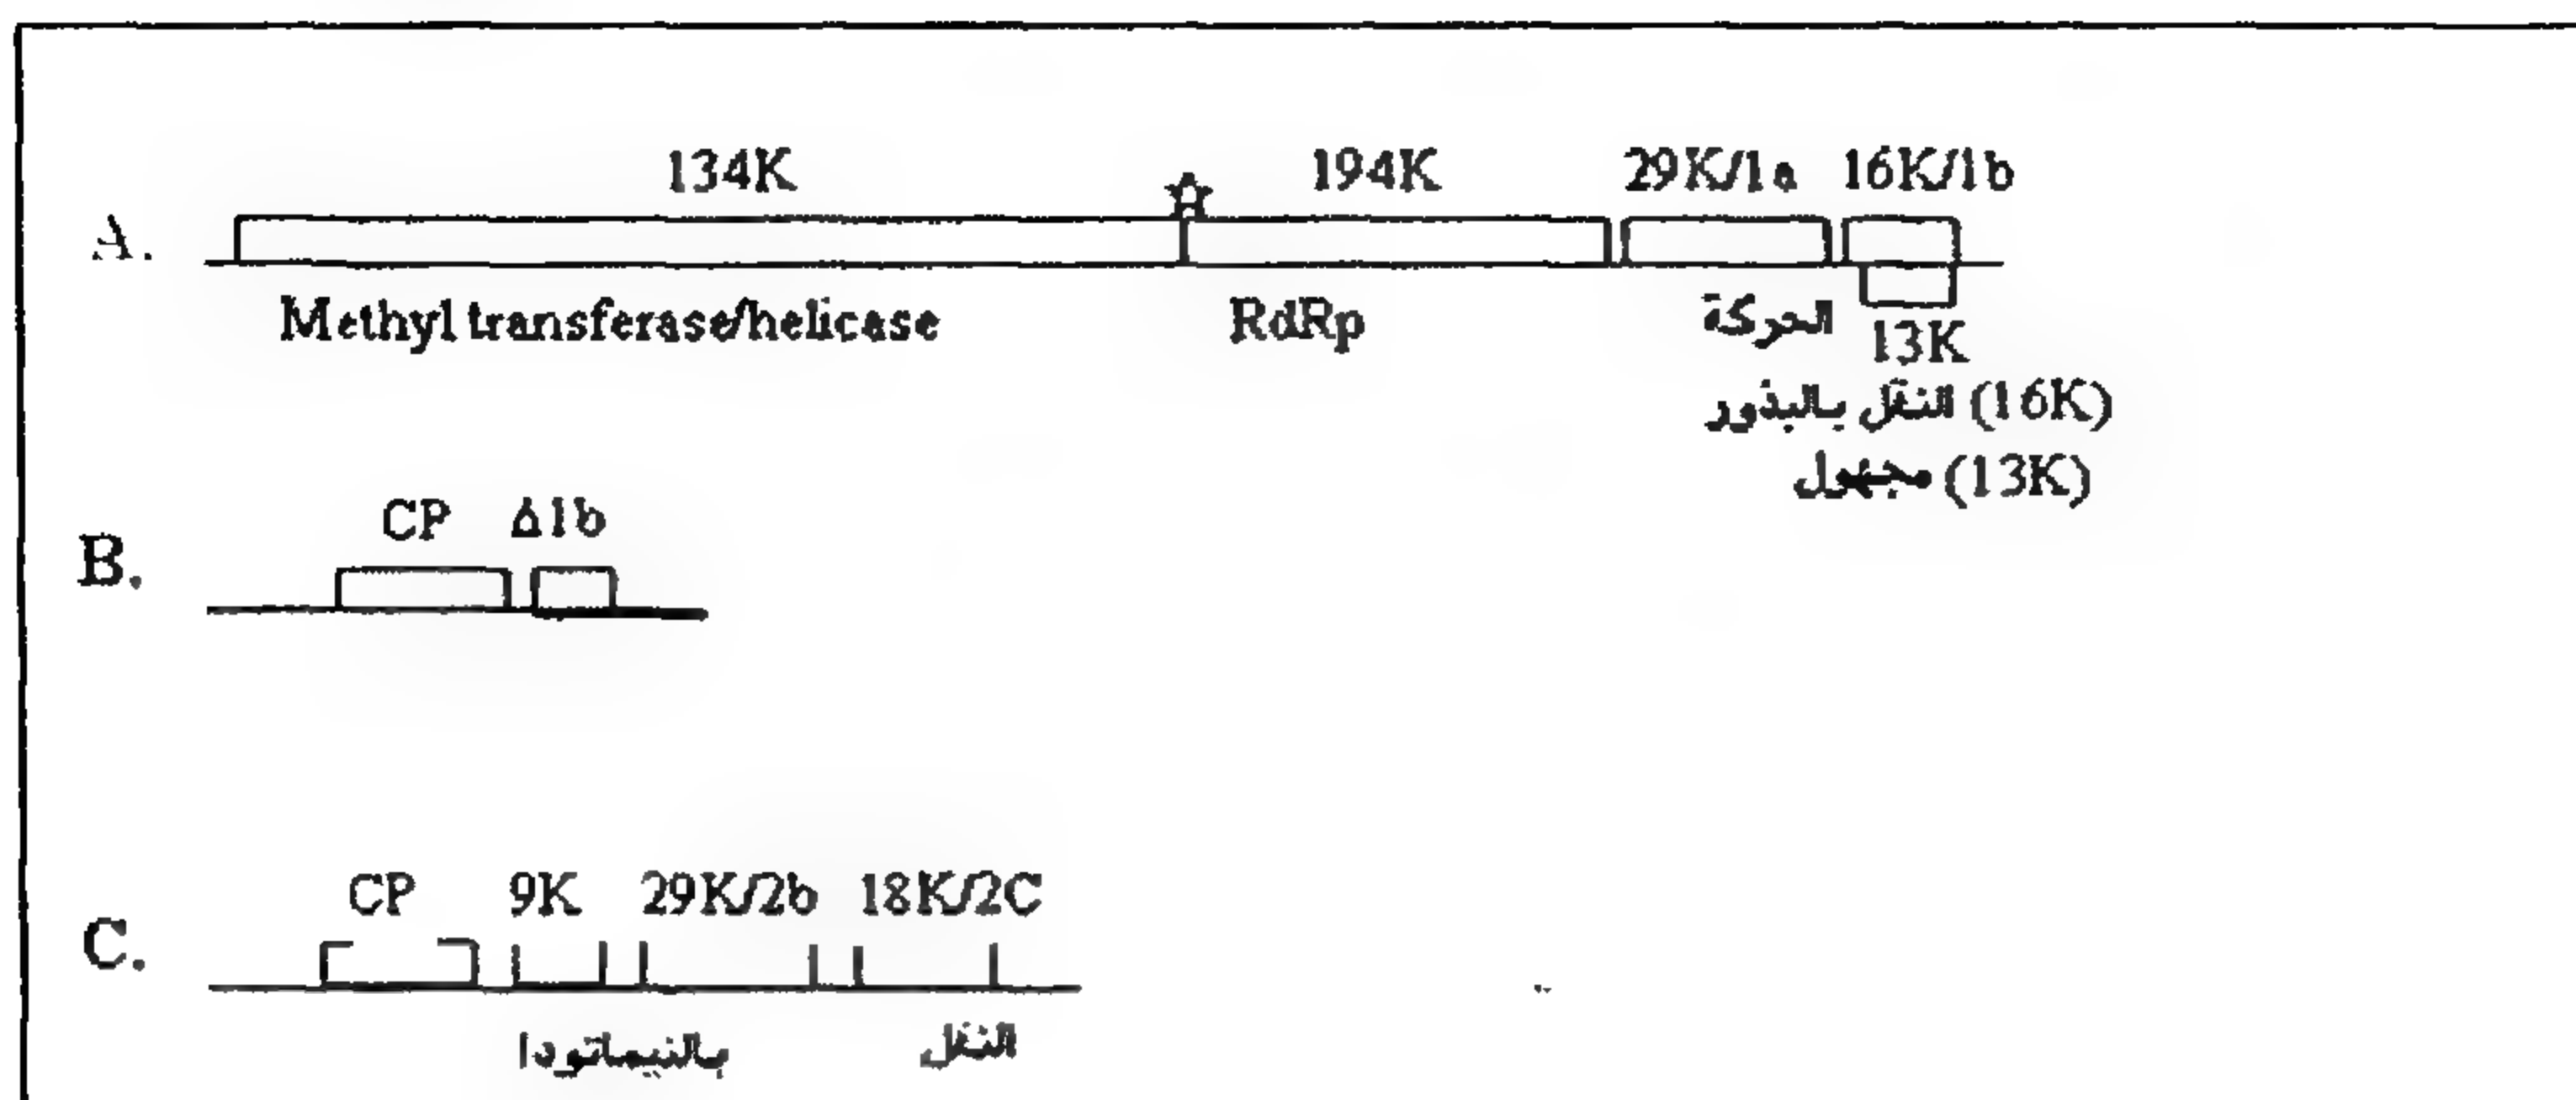 134K 194K 29K/1a 16K/1b
A.
Methyl transferase/helicase RdRp الحركة
13K
(16K) النقل بالبذور
(13K) مجهول
CP Δ1b
B.
CP 9K 29K/2b 18K/2C
C.
النقل بالنيماتودا